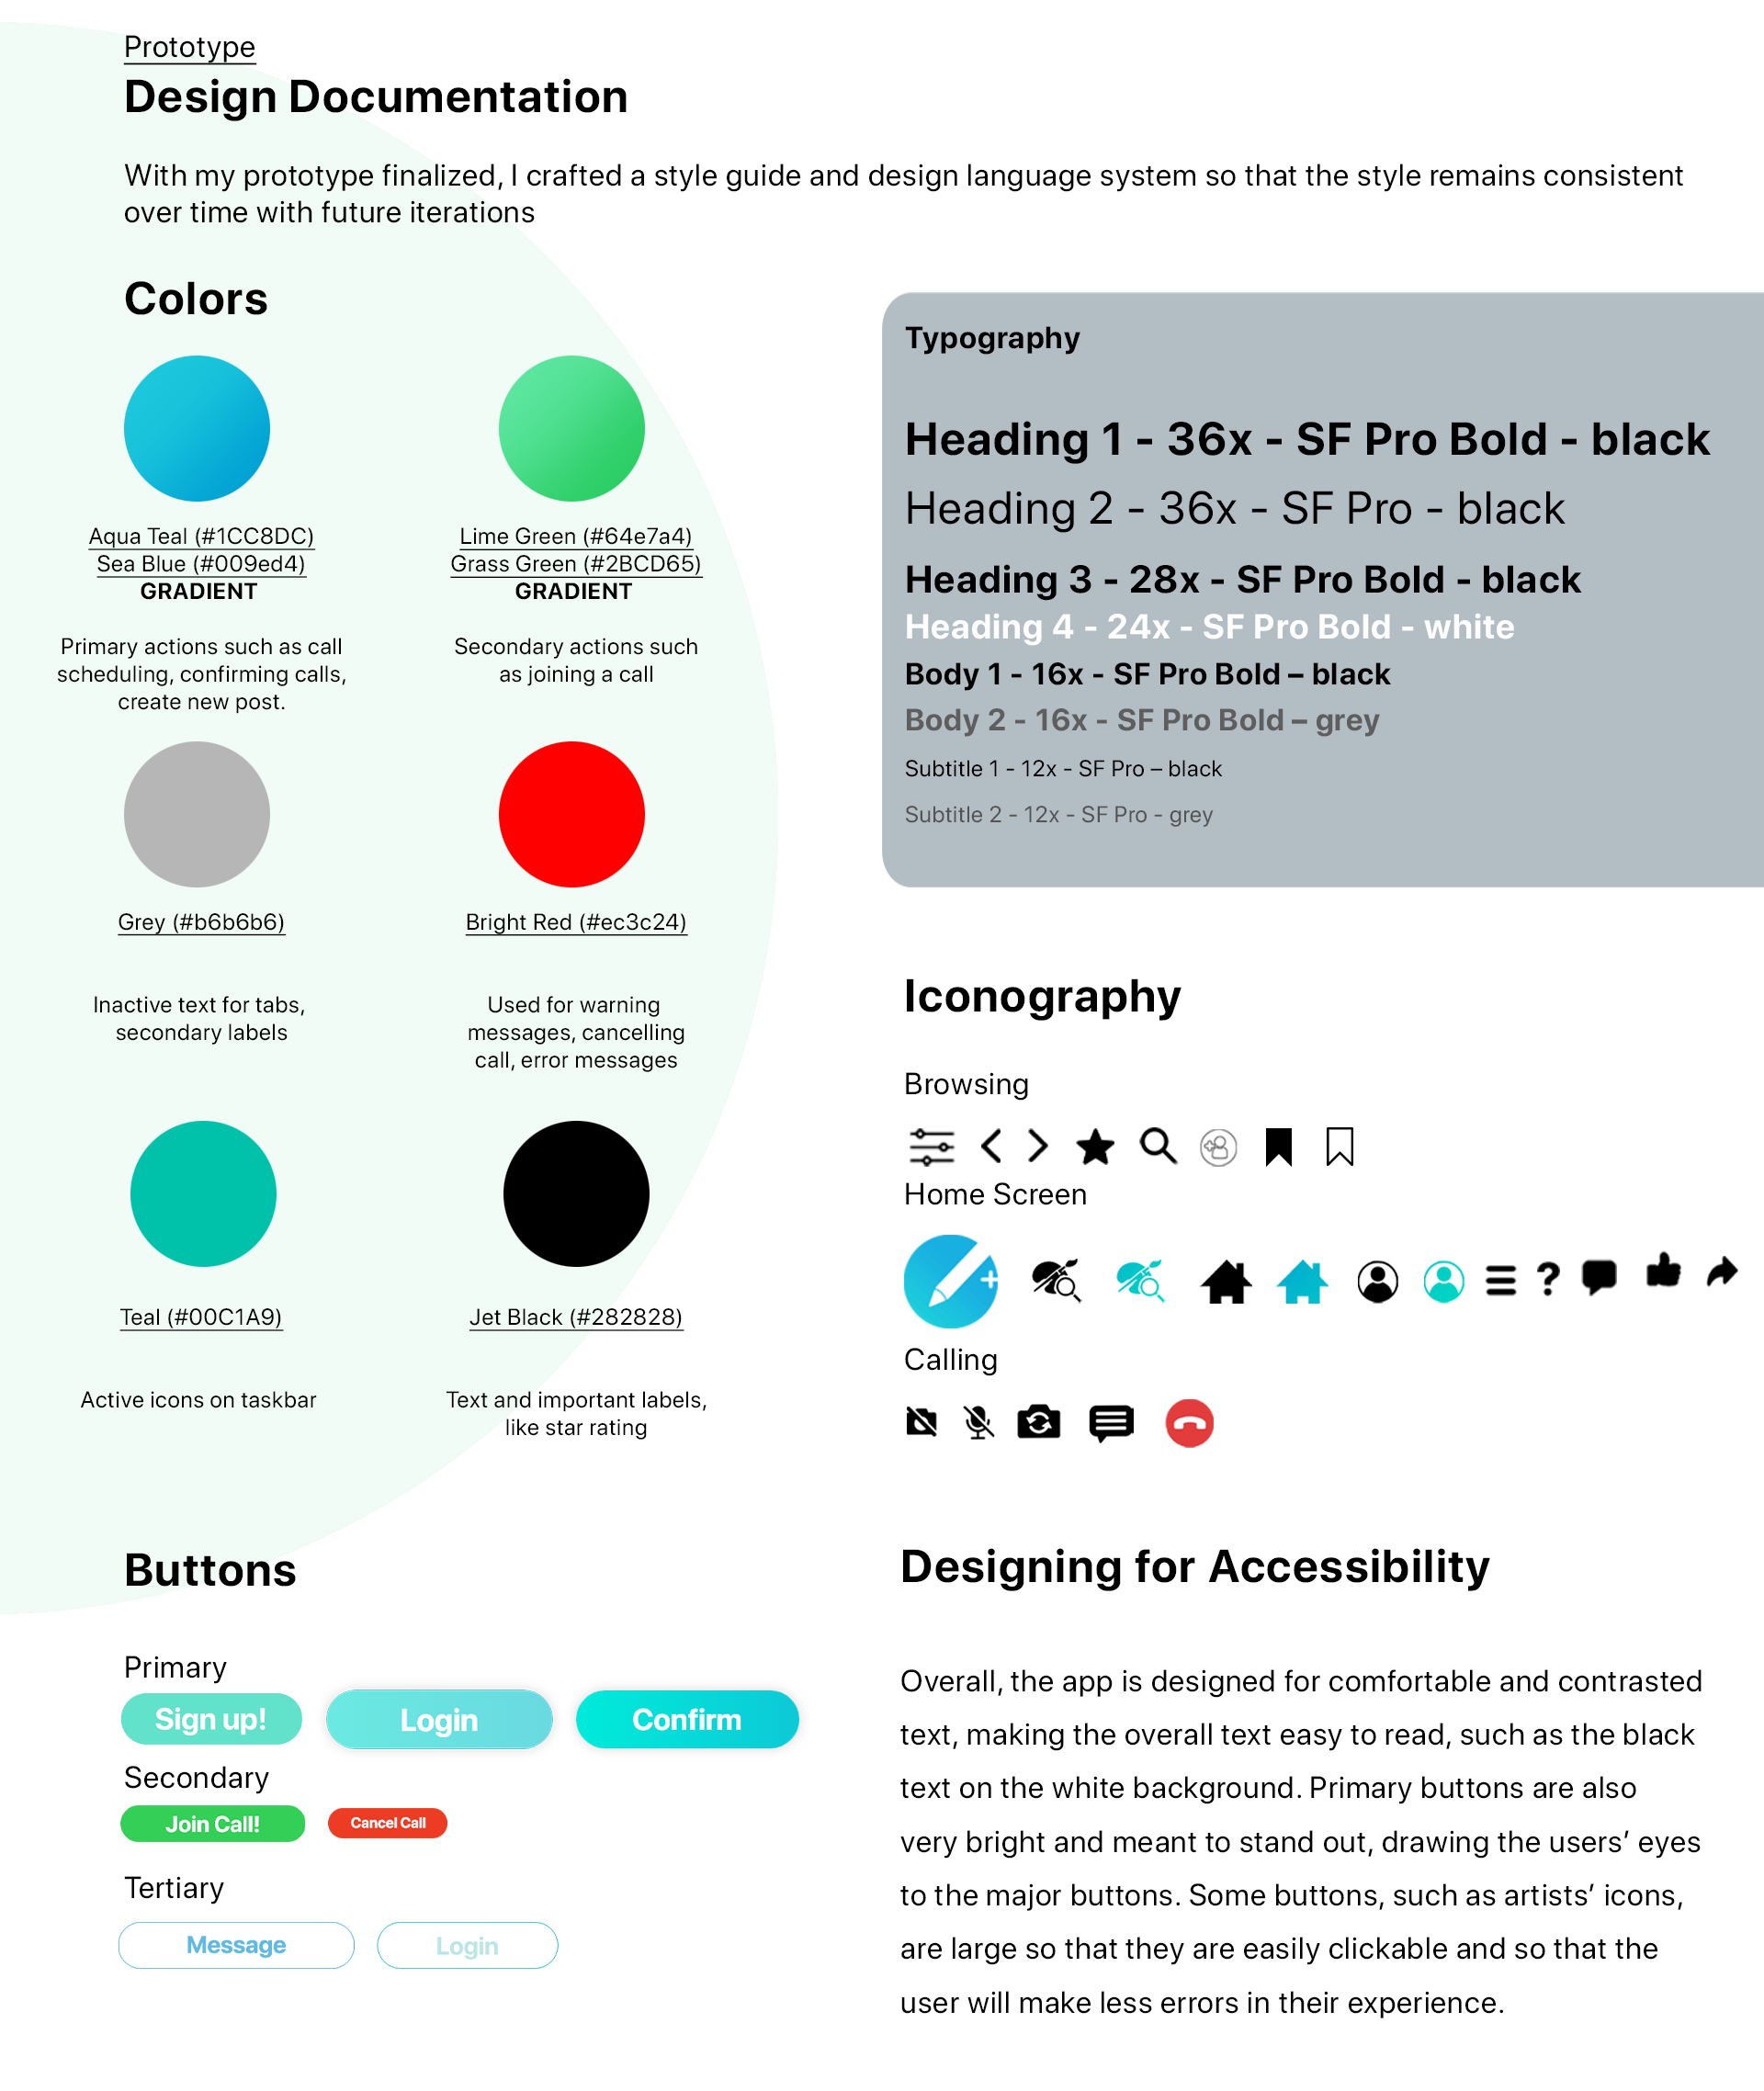 Prototype
Design Documentation
With my prototype finalized, I crafted a style guide and design language system so that the style remains consistent
over time with future iterations
Colors
Aqua Teal (#1CC8DC)
Sea Blue (#009ed4)
GRADIENT
Primary actions such as call
scheduling, confirming calls,
create new post.
Lime Green (#64e7a4)
Grass Green (#2BCD65)
GRADIENT
Secondary actions such
as joining a call
Grey (#b6b6b6)
Inactive text for tabs,
secondary labels
Bright Red (#ec3c24)
Used for warning
messages, cancelling
call, error messages
Teal (#00C1A9)
Active icons on taskbar
Jet Black (#282828)
Text and important labels,
like star rating
Typography
Heading 1 - 36x - SF Pro Bold - black
Heading 2 - 36x - SF Pro - black
Heading 3 - 28x - SF Pro Bold - black
Heading 4 - 24x - SF Pro Bold - white
Body 1 - 16x - SF Pro Bold – black
Body 2 - 16x - SF Pro Bold – grey
Subtitle 1 - 12x - SF Pro – black
Subtitle 2 - 12x - SF Pro - grey
Iconography
Browsing
Home Screen
Calling
Buttons
Primary
Sign up!
Login
Confirm
Secondary
Join Call!
Cancel Call
Tertiary
Message
Login
Designing for Accessibility
Overall, the app is designed for comfortable and contrasted
text, making the overall text easy to read, such as the black
text on the white background. Primary buttons are also
very bright and meant to stand out, drawing the users’ eyes
to the major buttons. Some buttons, such as artists’ icons,
are large so that they are easily clickable and so that the
user will make less errors in their experience.